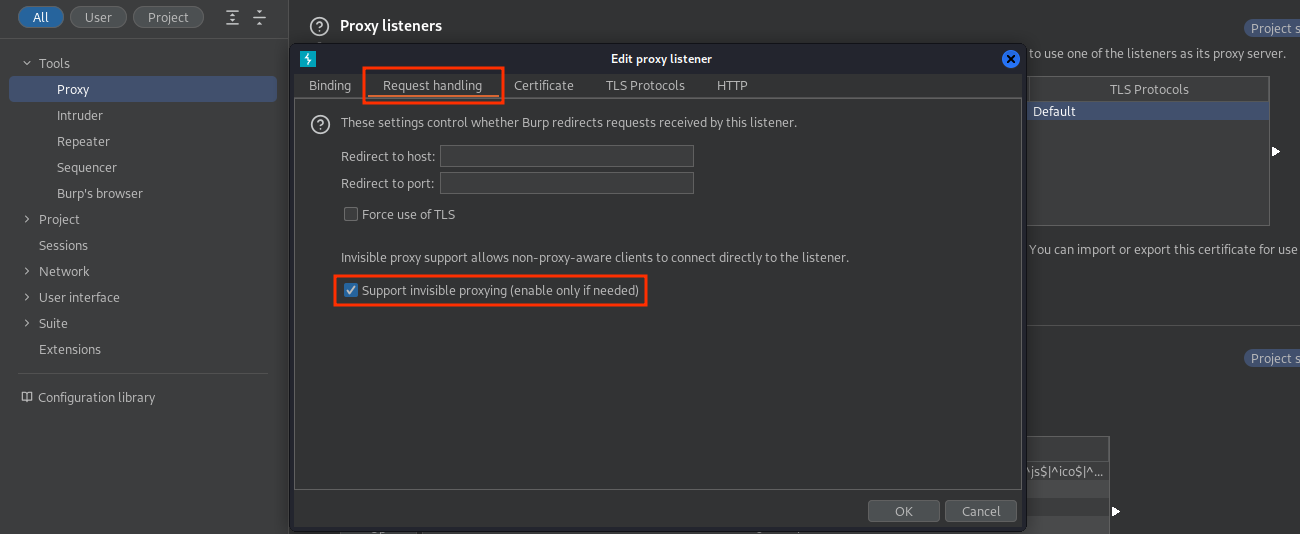 All
User
Project
Tools
Proxy
Intruder
Repeater
Sequencer
Burp's browser
Project
Sessions
Network
User interface
Suite
Extensions
Configuration library
Proxy listeners
Project s
to use one of the listeners as its proxy server.
Edit proxy listener
Binding
Request handling
Certificate
TLS Protocols
HTTP
These settings control whether Burp redirects requests received by this listener.
Redirect to host:
Redirect to port:
Force use of TLS
Invisible proxy support allows non-proxy-aware clients to connect directly to the listener.
Support invisible proxying (enable only if needed)
OK
Cancel
TLS Protocols
Default
You can import or export this certificate for use
Project s
^js$|^ico$|^...